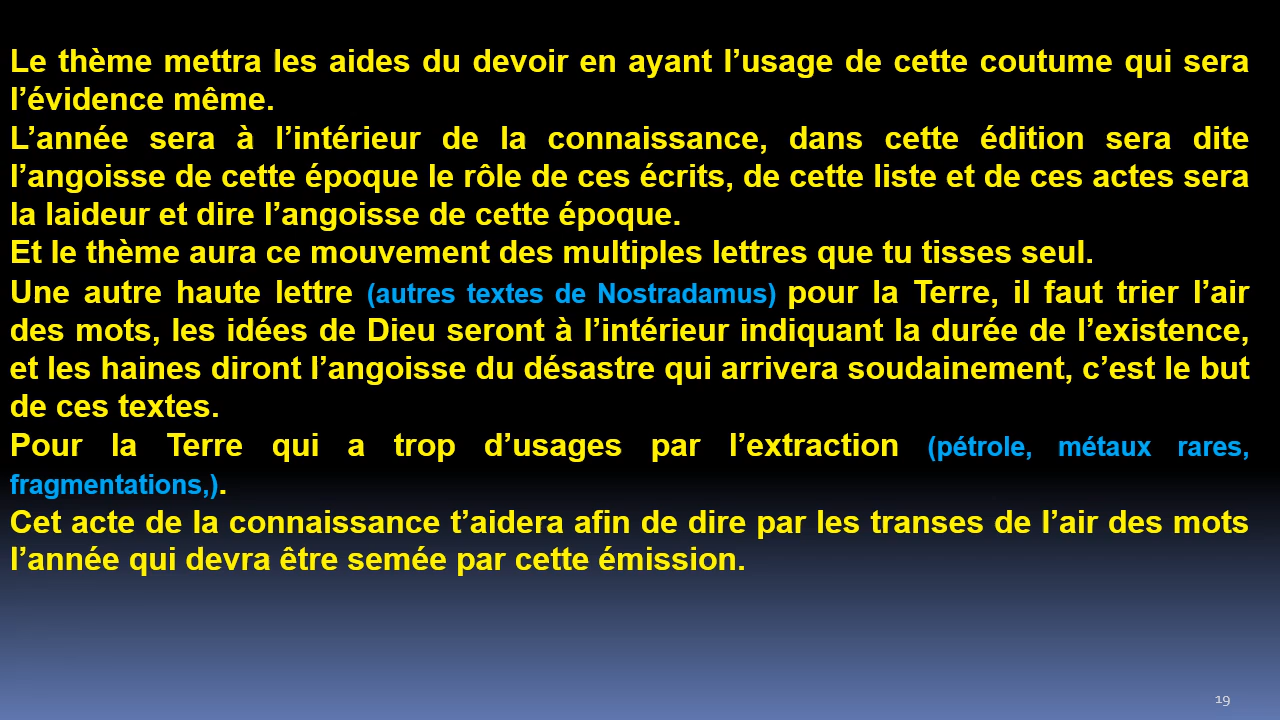 Le thème mettra les aides du devoir en ayant l’usage de cette coutume qui sera
l’évidence même.
L’année sera à l’intérieur de la connaissance, dans cette édition sera dite
l’angoisse de cette époque le rôle de ces écrits, de cette liste et de ces actes sera
la laideur et dire l’angoisse de cette époque.
Et le thème aura ce mouvement des multiples lettres que tu tisses seul.
Une autre haute lettre (autres textes de Nostradamus) pour la Terre, il faut trier l’air
des mots, les idées de Dieu seront à l’intérieur indiquant la durée de l’existence,
et les haines diront l’angoisse du désastre qui arrivera soudainement, c’est le but
de ces textes.
Pour la Terre qui a trop d’usages par l’extraction (pétrole, métaux rares,
fragmentations,).
Cet acte de la connaissance t’aidera afin de dire par les transes de l’air des mots
l’année qui devra être semée par cette émission.
19